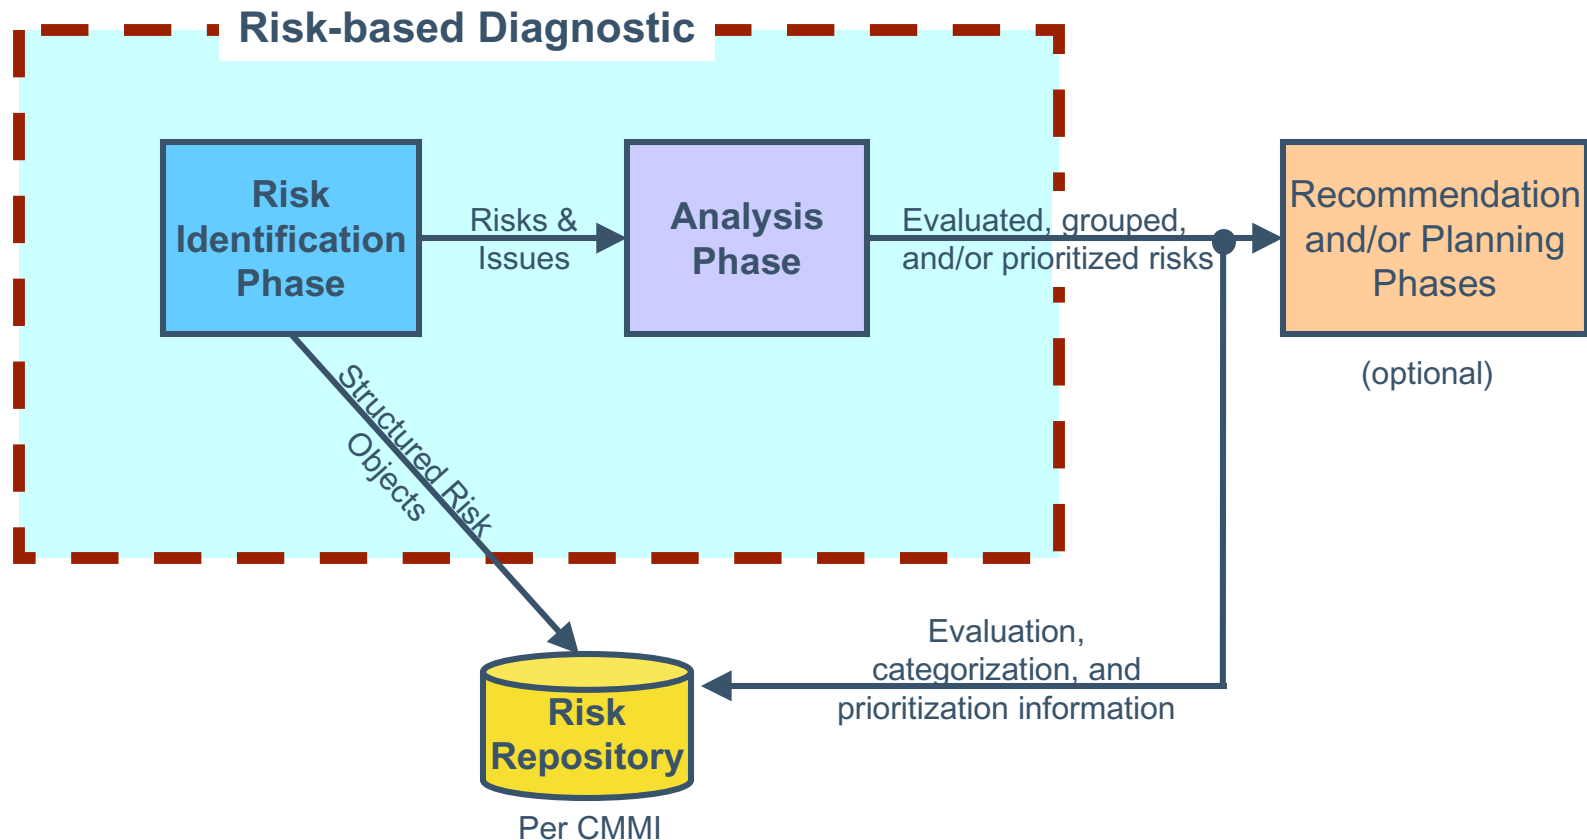 Risk-based Diagnostic
Risk
Identification
Phase
Risks &
Issues
Analysis
Phase
Evaluated, grouped,
and/or prioritized risks
Recommendation
and/or Planning
Phases
(optional)
Structured Risk
Objects
Evaluation,
categorization, and
prioritization information
Risk
Repository
Per CMMI